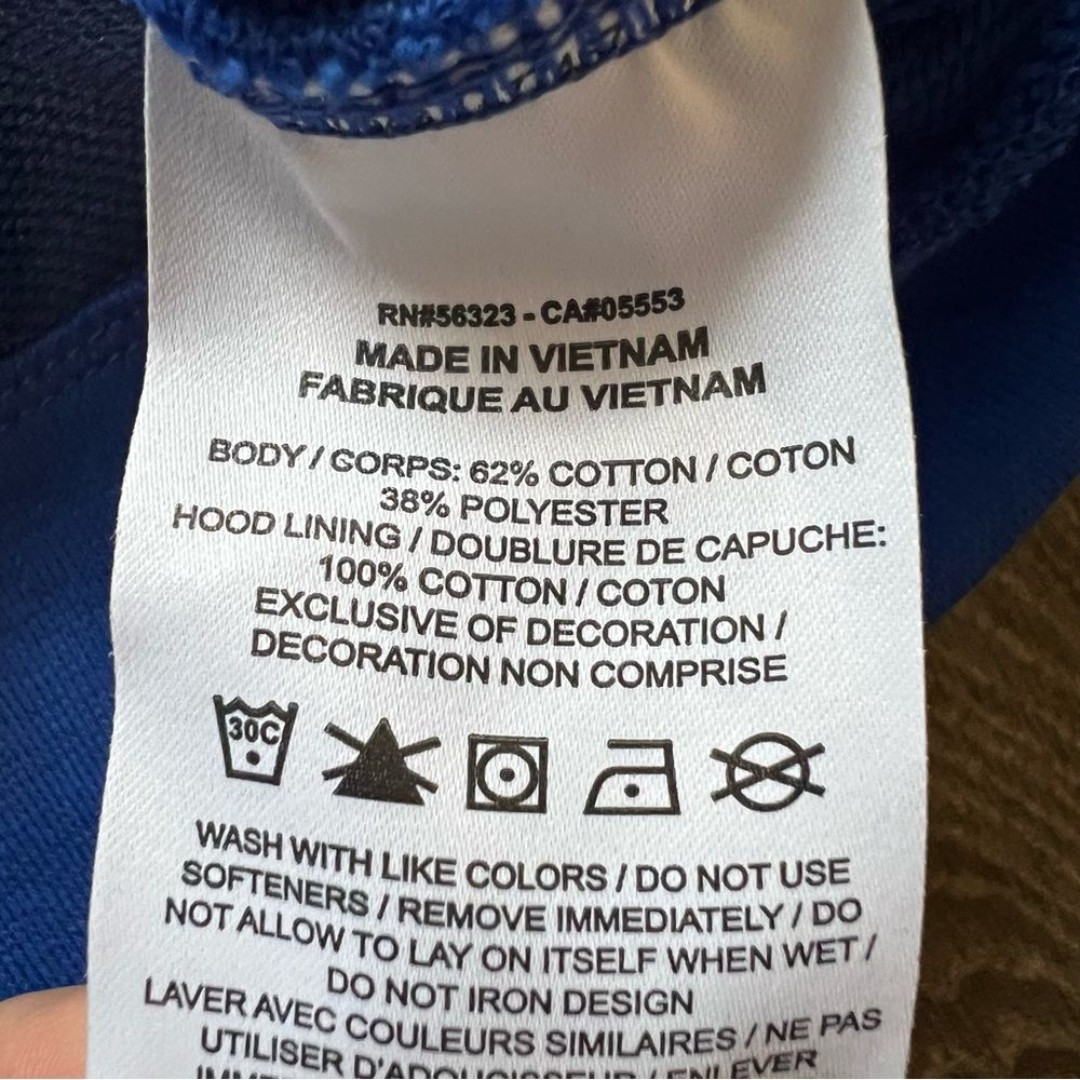 RN#56323 - CA#05553
MADE IN VIETNAM
FABRIQUE AU VIETNAM
BODY / CORPS: 62% COTTON / COTON
38% POLYESTER
HOOD LINING / DOUBLURE DE CAPUCHE:
100% COTTON / COTON
EXCLUSIVE OF DECORATION /
DECORATION NON COMPRISE
30C
WASH WITH LIKE COLORS / DO NOT USE
SOFTENERS / REMOVE IMMEDIATELY / DO
NOT ALLOW TO LAY ON ITSELF WHEN WET /
DO NOT IRON DESIGN
LAVER AVEC COULEURS SIMILAIRES / NE PAS
UTILISER D'ADOUCISSEUR / ENLEVER